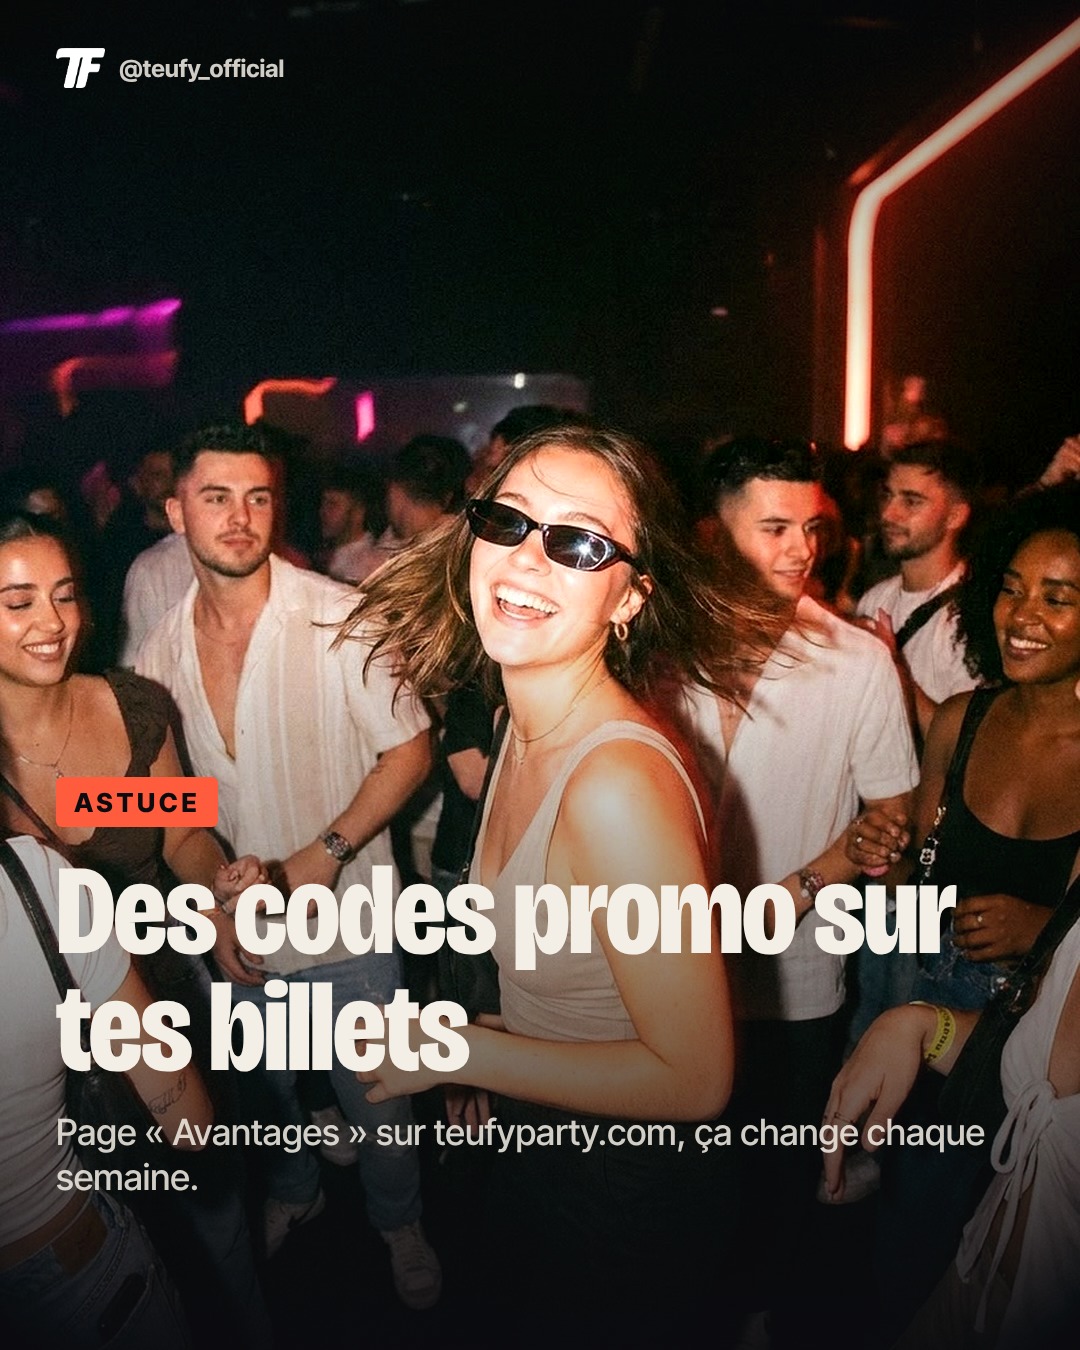 TF @teufy_official
ASTUCE
Des codes promo sur
tes billets
Page « Avantages » sur teufyparty.com, ça change chaque
semaine.